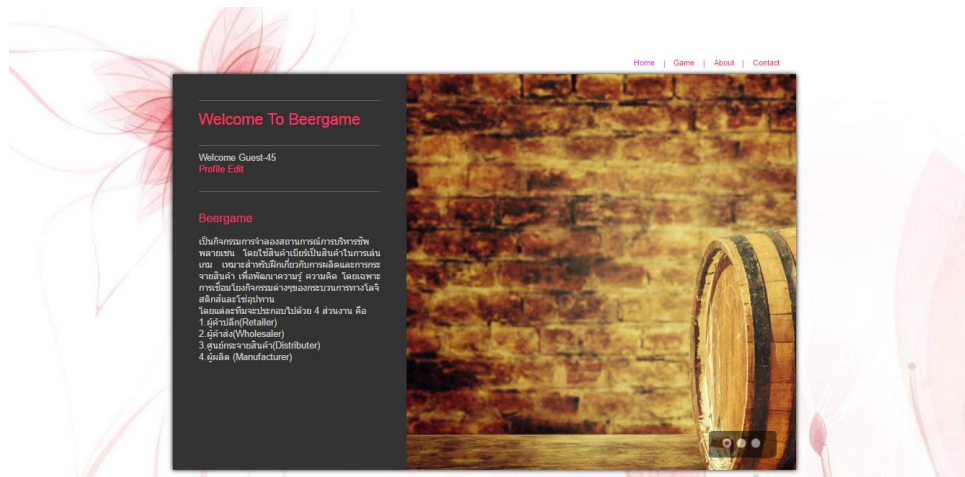 Home | Game | About | Contact
Welcome To Beergame
Welcome Guest-45
Profile Edit
Beergame
เป็นกิจกรรมการจำลองสถานการณ์การบริหารซัพ
พลายเชน โดยใช้สินค้าเบียร์เป็นสินค้าในการเล่น
เกม เหมาะสำหรับฝึกเกี่ยวกับการผลิตและการกระ
จายสินค้า เพื่อพัฒนาความรู้ ความคิด โดยเฉพาะ
การเชื่อมโยงกิจกรรมต่างๆของกระบวนการทางโลจิ
สติกส์และโซ่อุปทาน
โดยแต่ละทีมจะประกอบไปด้วย 4 ส่วนงาน คือ
1.ผู้ค้าปลีก(Retailer)
2.ผู้ค้าส่ง(Wholesaler)
3.ศูนย์กระจายสินค้า(Distributer)
4.ผู้ผลิต (Manufacturer)